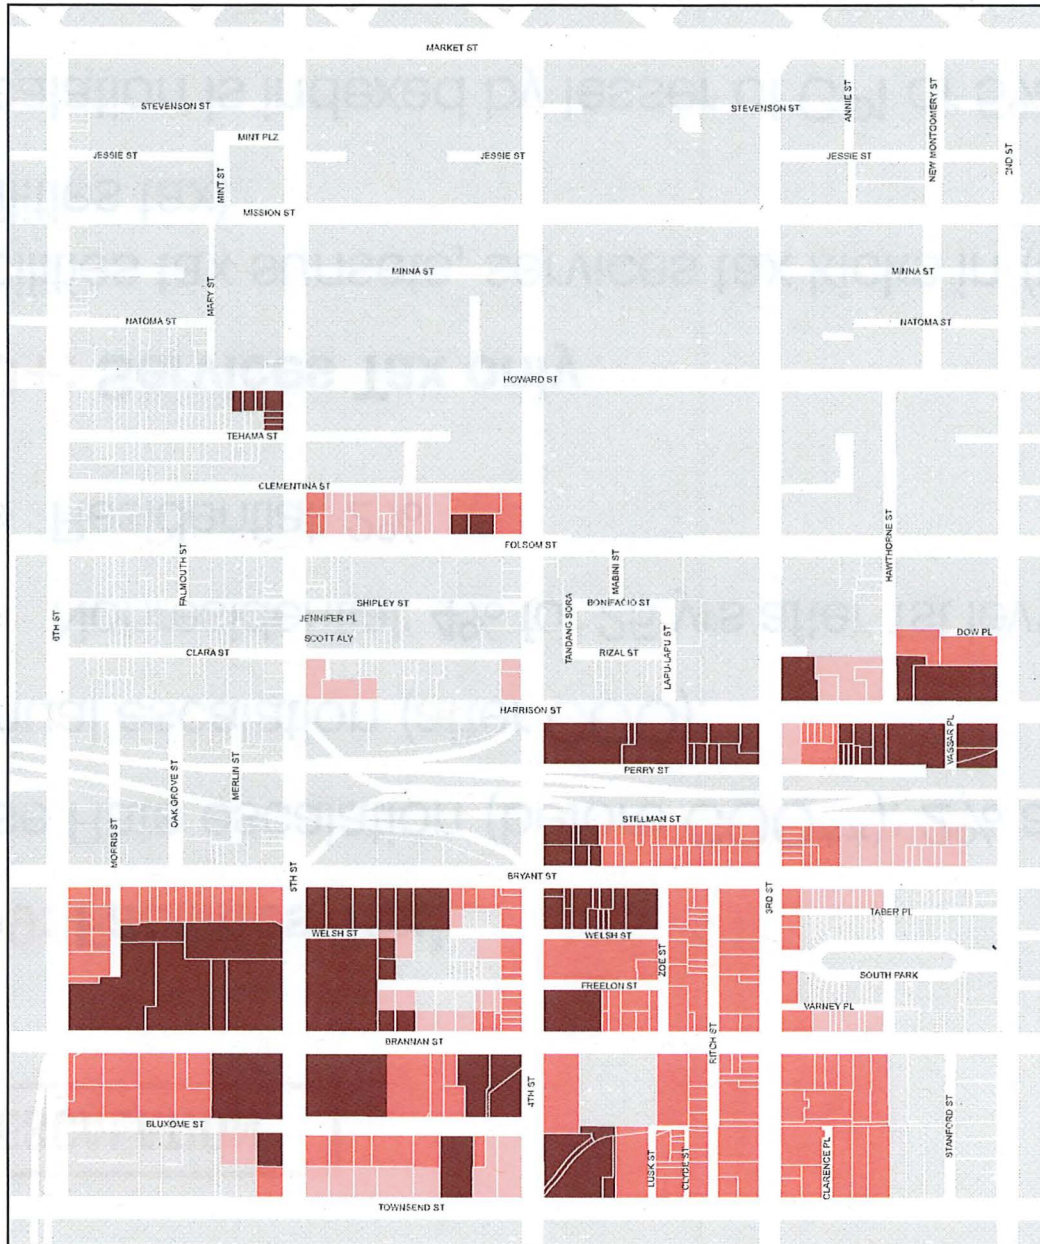 MARKET ST
STEVENSON ST
STEVENSON ST
ANNIE ST
NEW MONTGOMERY ST
MINT PLZ
JESSIE ST
JESSIE ST
JESSIE ST
2ND ST
MINT ST
MISSION ST
MINNA ST
MINNA ST
MARY ST
NATOMA ST
NATOMA ST
HOWARD ST
TEHAMA ST
CLEMENTINA ST
FOLSOM ST
HAWTHORNE ST
FALMOUTH ST
MABINI ST
SHIPLEY ST
BONIFACIO ST
6TH ST
JENNIFER PL
TANDANG SORA
DOW PL
SCOTT ALY
CLARA ST
RIZAL ST
LAPU-LAPU ST
HARRISON ST
VASSAR PL
PERRY ST
OAK GROVE ST
MERLIN ST
MORRIS ST
STILLMAN ST
5TH ST
BRYANT ST
3RD ST
TABER PL
WELSH ST
WELSH ST
ZOE ST
SOUTH PARK
FREELON ST
VARNEY PL
BRANNAN ST
RITCH ST
4TH ST
BLUXOME ST
STANFORD ST
LUSK ST
CLYDE ST
CLARENCE PL
TOWNSEND ST